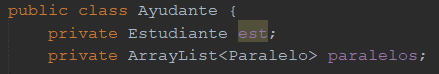 public class Ayudante {
private Estudiante est;
private ArrayList<Paralelo> paralelos;